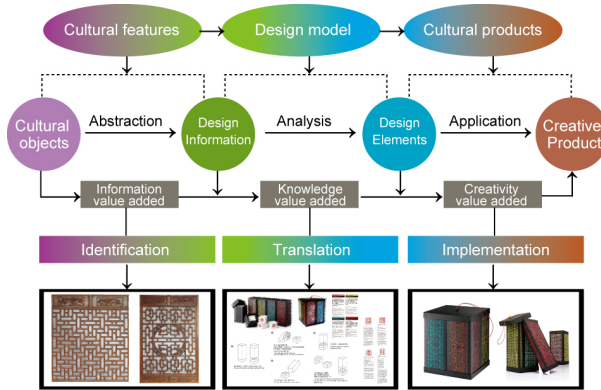 Cultural features
Design model
Cultural products
Cultural
objects
Abstraction
Design
Information
Analysis
Design
Elements
Application
Creative
Product
Information
value added
Knowledge
value added
Creativity
value added
Identification
Translation
Implementation